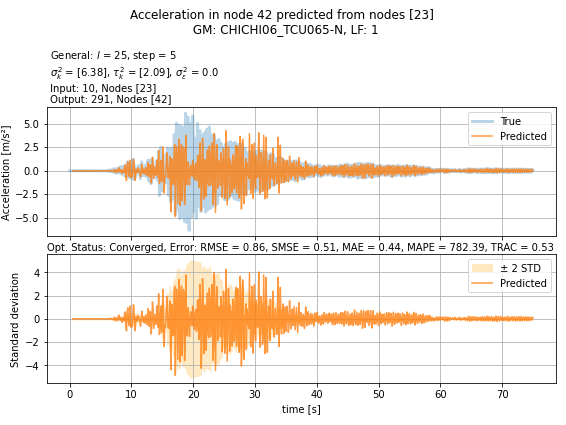 Acceleration in node 42 predicted from nodes [23]
GM: CHICHI06_TCU065-N, LF: 1
General: l = 25, step = 5
σ²ₖ = [6.38], τ²ₖ = [2.09], σ²ε = 0.0
Input: 10, Nodes [23]
Output: 291, Nodes [42]
Acceleration [m/s²]
5.0
2.5
0.0
−2.5
−5.0
True
Predicted
Opt. Status: Converged, Error: RMSE = 0.86, SMSE = 0.51, MAE = 0.44, MAPE = 782.39, TRAC = 0.53
Standard deviation
4
2
0
−2
−4
± 2 STD
Predicted
0 10 20 30 40 50 60 70
time [s]